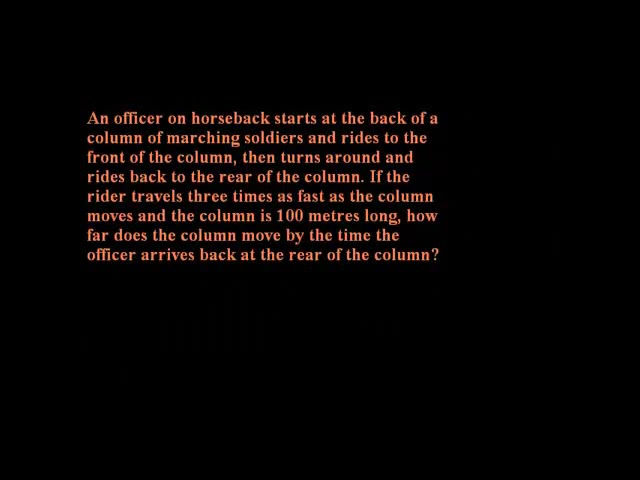 An officer on horseback starts at the back of a
column of marching soldiers and rides to the
front of the column, then turns around and
rides back to the rear of the column. If the
rider travels three times as fast as the column
moves and the column is 100 metres long, how
far does the column move by the time the
officer arrives back at the rear of the column?